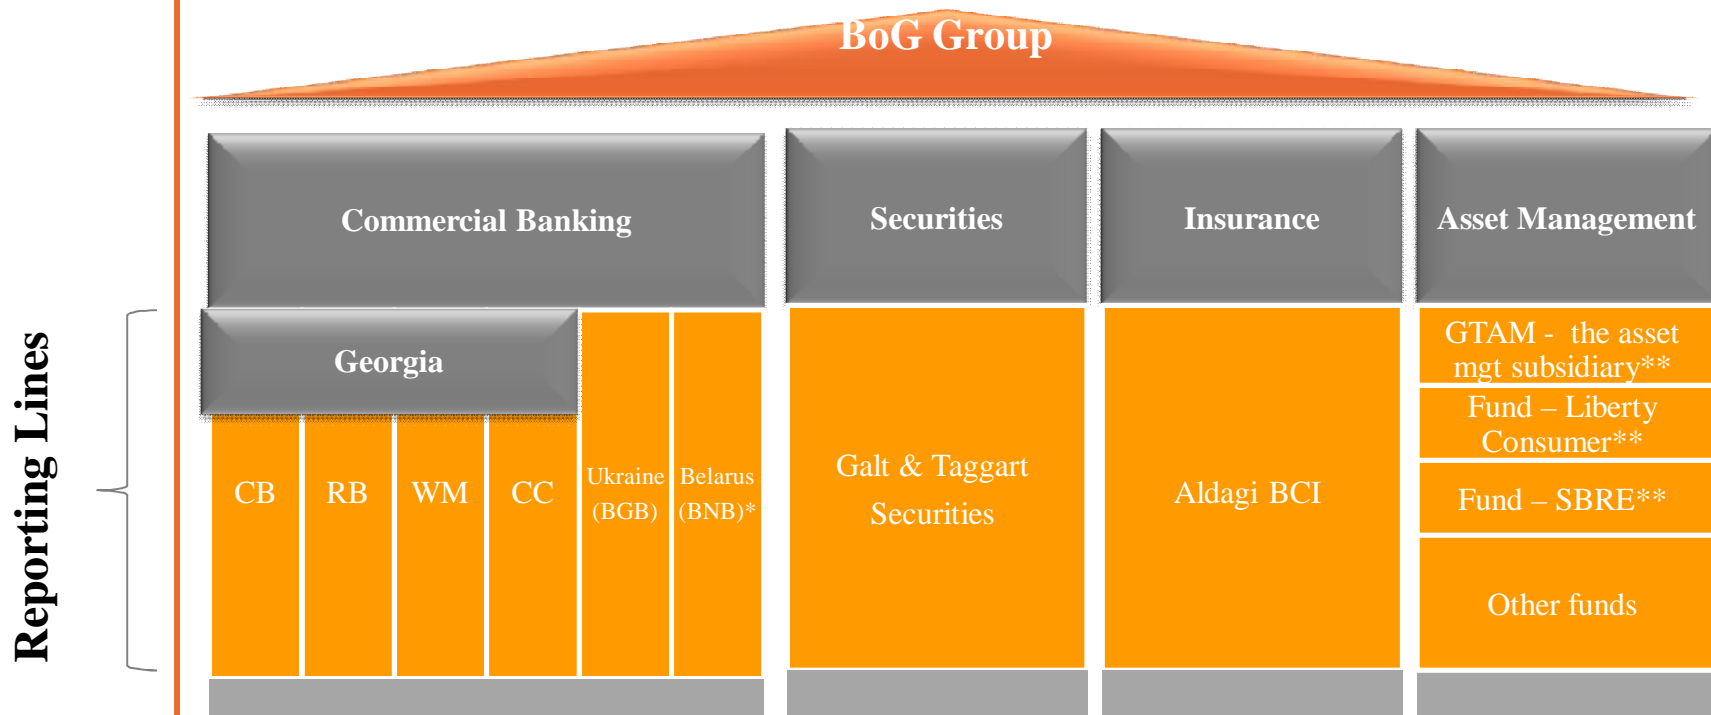 BoG Group
Commercial Banking
Securities
Insurance
Asset Management
Reporting Lines
Georgia
CB
RB
WM
CC
Ukraine
(BGB)
Belarus
(BNB)*
Galt & Taggart
Securities
Aldagi BCI
GTAM - the asset
mgt subsidiary**
Fund – Liberty
Consumer**
Fund – SBRE**
Other funds